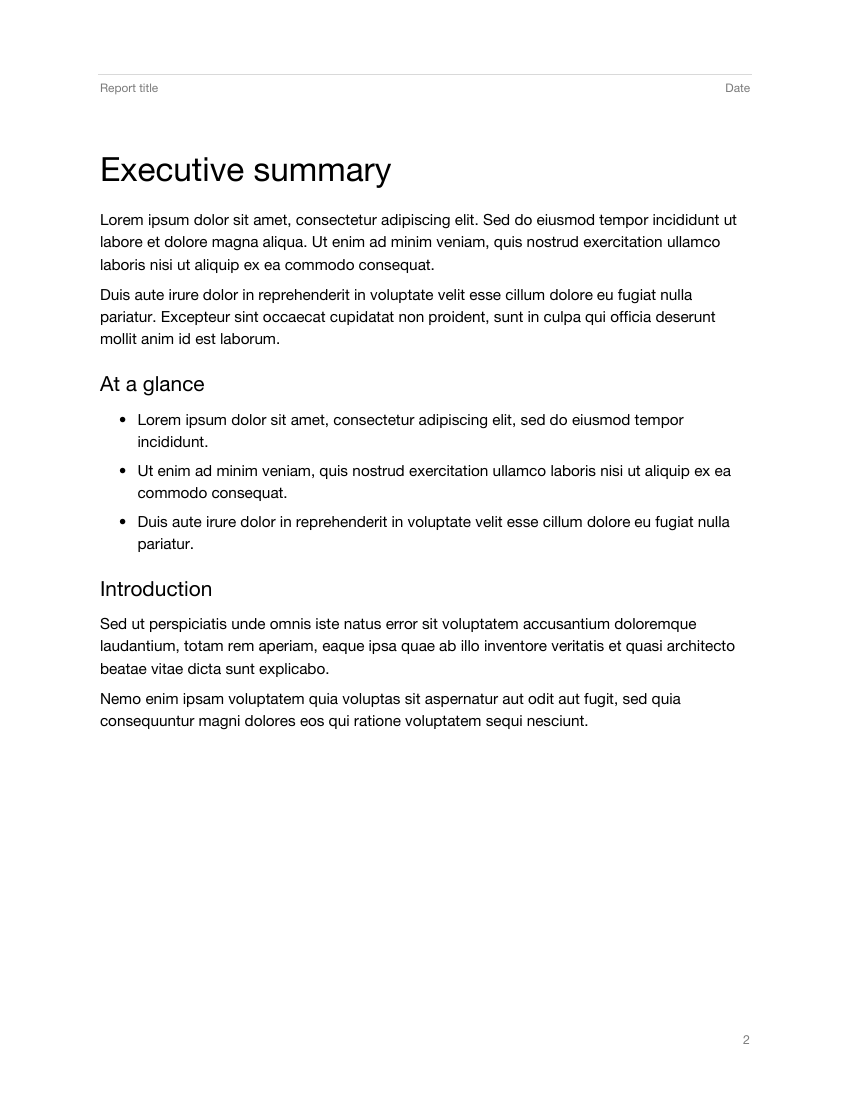 Report title Date
Executive summary
Lorem ipsum dolor sit amet, consectetur adipiscing elit. Sed do eiusmod tempor incididunt ut
labore et dolore magna aliqua. Ut enim ad minim veniam, quis nostrud exercitation ullamco
laboris nisi ut aliquip ex ea commodo consequat.
Duis aute irure dolor in reprehenderit in voluptate velit esse cillum dolore eu fugiat nulla
pariatur. Excepteur sint occaecat cupidatat non proident, sunt in culpa qui officia deserunt
mollit anim id est laborum.
At a glance
• Lorem ipsum dolor sit amet, consectetur adipiscing elit, sed do eiusmod tempor
incididunt.
• Ut enim ad minim veniam, quis nostrud exercitation ullamco laboris nisi ut aliquip ex ea
commodo consequat.
• Duis aute irure dolor in reprehenderit in voluptate velit esse cillum dolore eu fugiat nulla
pariatur.
Introduction
Sed ut perspiciatis unde omnis iste natus error sit voluptatem accusantium doloremque
laudantium, totam rem aperiam, eaque ipsa quae ab illo inventore veritatis et quasi architecto
beatae vitae dicta sunt explicabo.
Nemo enim ipsam voluptatem quia voluptas sit aspernatur aut odit aut fugit, sed quia
consequuntur magni dolores eos qui ratione voluptatem sequi nesciunt.
2